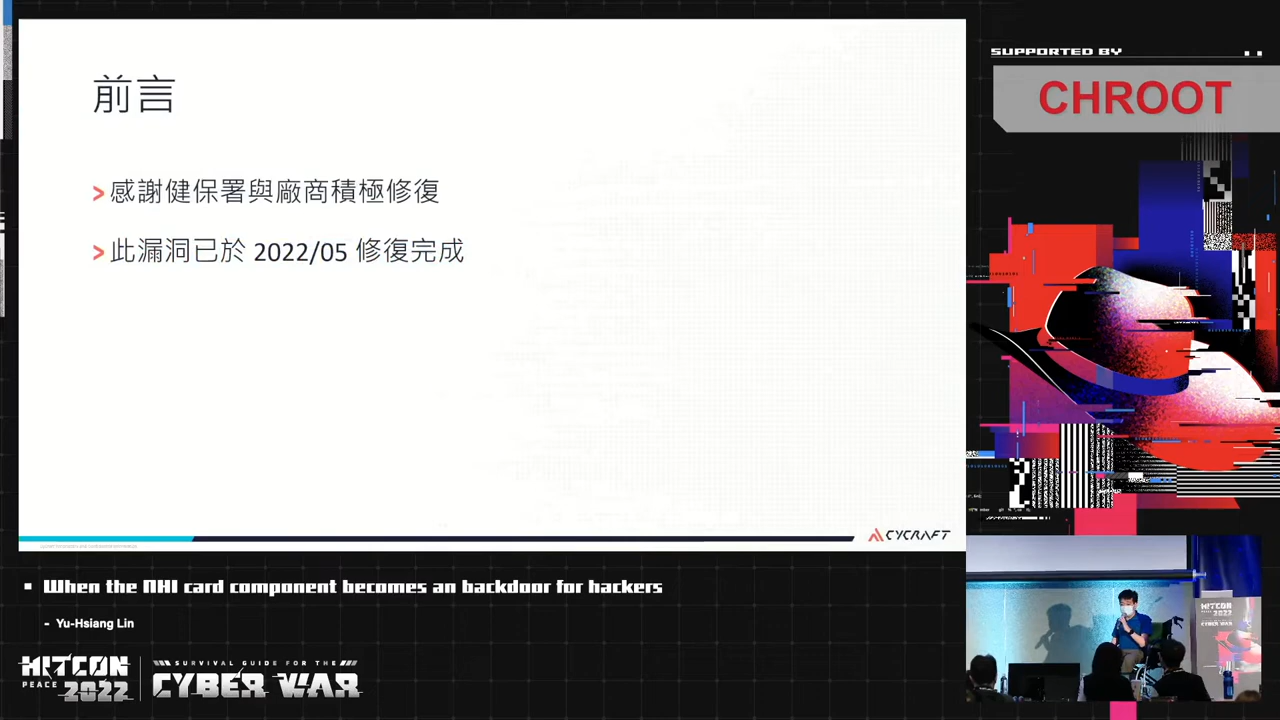 前言
> 感謝健保署與廠商積極修復
> 此漏洞已於 2022/05 修復完成
CYCRAFT
SUPPORTED BY
CHROOT
When the NHI card component becomes an backdoor for hackers
- Yu-Hsiang Lin
HITCON
PEACE 2022
SURVIVAL GUIDE FOR THE
CYBER WAR
HITCON
2022